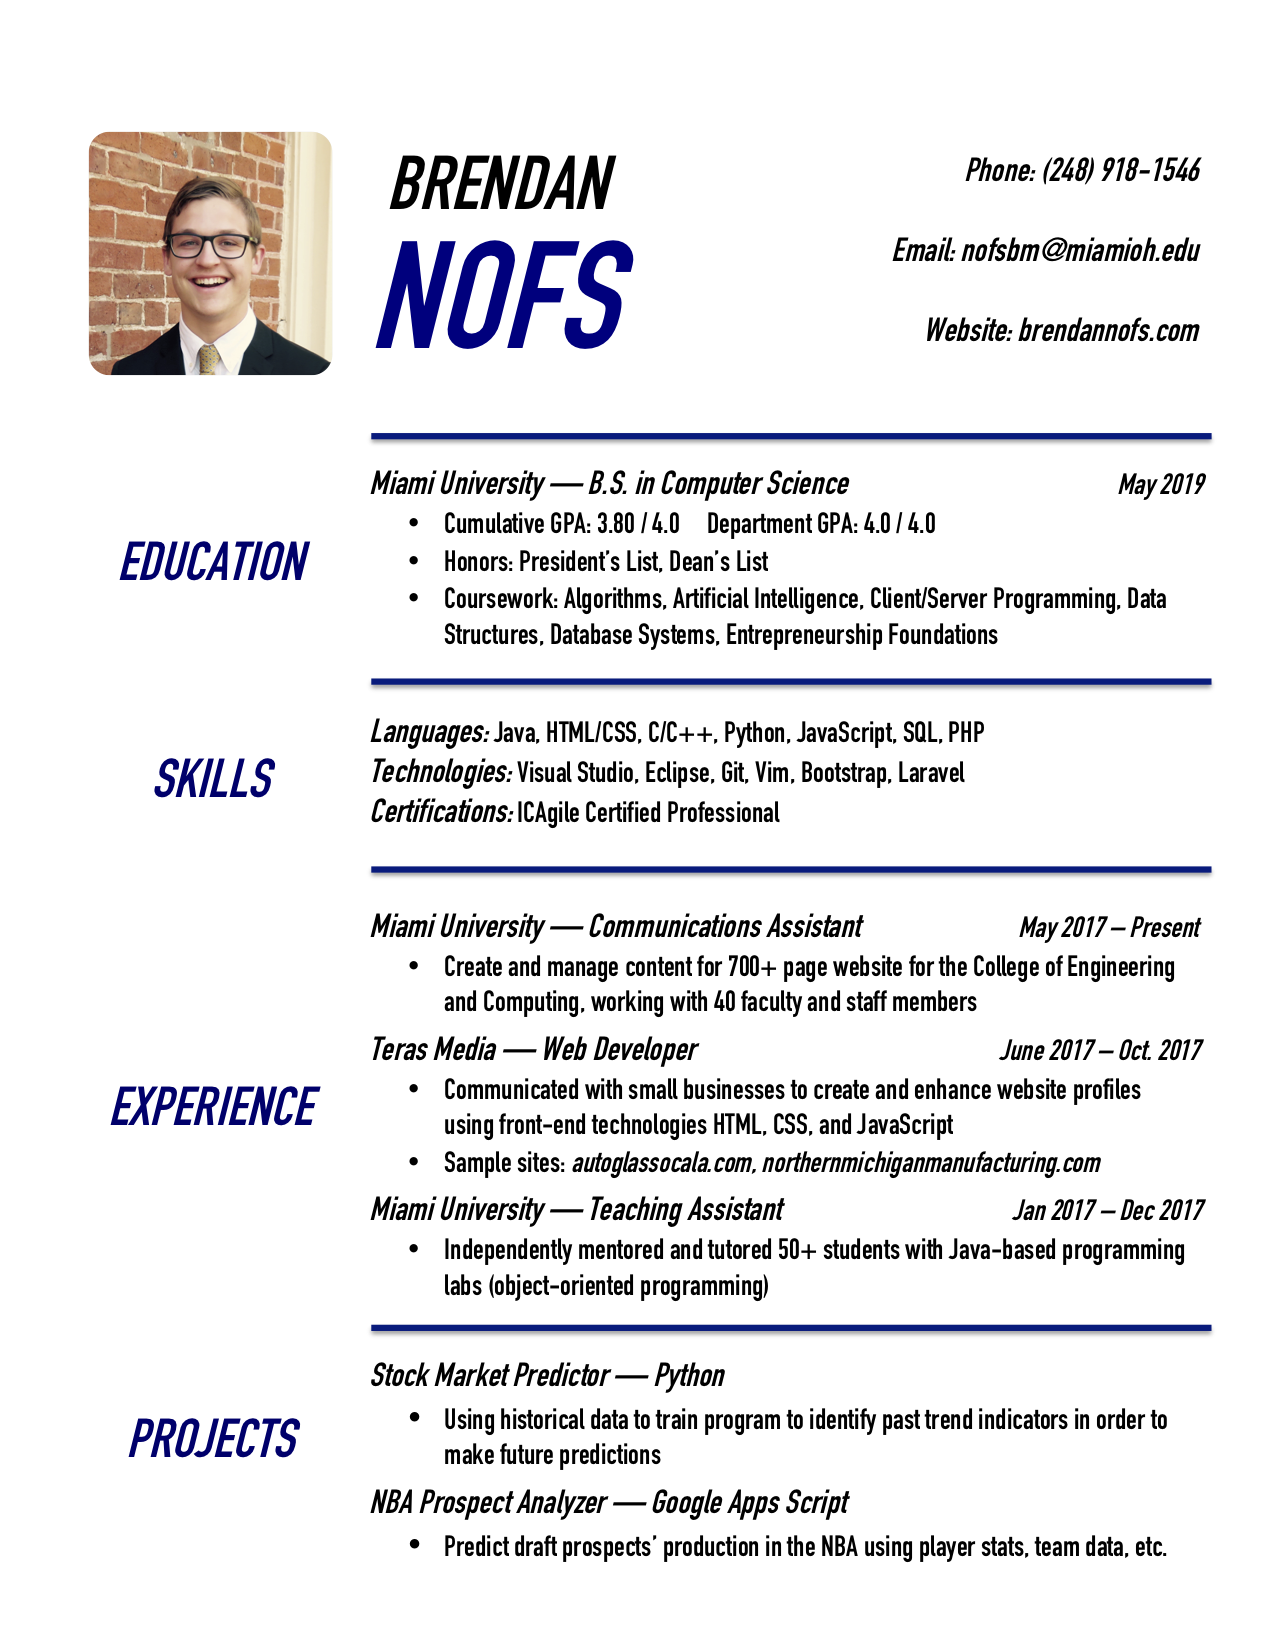 BRENDAN
NOFS
Phone: (248) 918-1546
Email: nofsbm@miamioh.edu
Website: brendannofs.com
EDUCATION
Miami University — B.S. in Computer Science May 2019
• Cumulative GPA: 3.80 / 4.0 Department GPA: 4.0 / 4.0
• Honors: President's List, Dean's List
• Coursework: Algorithms, Artificial Intelligence, Client/Server Programming, Data
Structures, Database Systems, Entrepreneurship Foundations
SKILLS
Languages: Java, HTML/CSS, C/C++, Python, JavaScript, SQL, PHP
Technologies: Visual Studio, Eclipse, Git, Vim, Bootstrap, Laravel
Certifications: ICAgile Certified Professional
EXPERIENCE
Miami University — Communications Assistant May 2017 – Present
• Create and manage content for 700+ page website for the College of Engineering
and Computing, working with 40 faculty and staff members
Teras Media — Web Developer June 2017 – Oct. 2017
• Communicated with small businesses to create and enhance website profiles
using front-end technologies HTML, CSS, and JavaScript
• Sample sites: autoglassocala.com, northernmichiganmanufacturing.com
Miami University — Teaching Assistant Jan 2017 – Dec 2017
• Independently mentored and tutored 50+ students with Java-based programming
labs (object-oriented programming)
PROJECTS
Stock Market Predictor — Python
• Using historical data to train program to identify past trend indicators in order to
make future predictions
NBA Prospect Analyzer — Google Apps Script
• Predict draft prospects' production in the NBA using player stats, team data, etc.